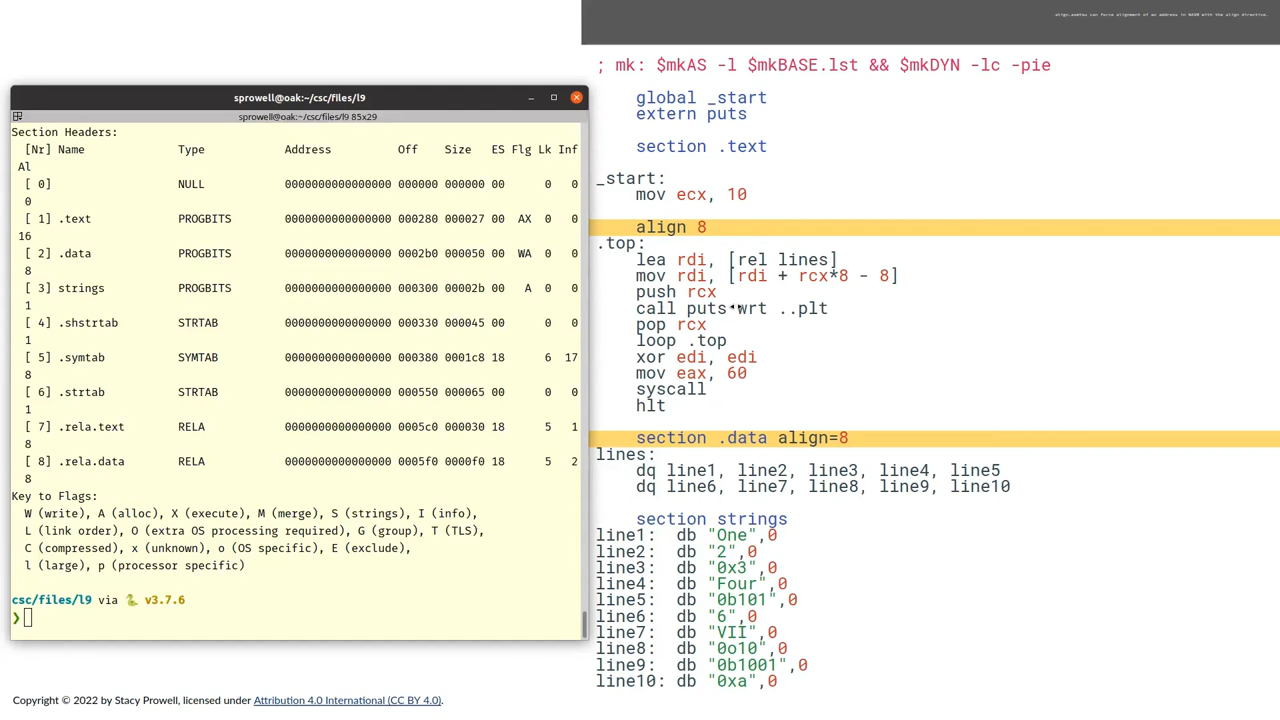 align.asmYou can force alignment of an address in NASM with the align directive.
sprowell@oak:~/csc/files/l9
sprowell@oak:~/csc/files/l9 85x29
Section Headers:
[Nr] Name Type Address Off Size ES Flg Lk Inf
Al
[ 0] NULL 0000000000000000 000000 000000 00 0 0
0
[ 1] .text PROGBITS 0000000000000000 000280 000027 00 AX 0 0
16
[ 2] .data PROGBITS 0000000000000000 0002b0 000050 00 WA 0 0
8
[ 3] strings PROGBITS 0000000000000000 000300 00002b 00 A 0 0
1
[ 4] .shstrtab STRTAB 0000000000000000 000330 000045 00 0 0
1
[ 5] .symtab SYMTAB 0000000000000000 000380 0001c8 18 6 17
8
[ 6] .strtab STRTAB 0000000000000000 000550 000065 00 0 0
1
[ 7] .rela.text RELA 0000000000000000 0005c0 000030 18 5 1
8
[ 8] .rela.data RELA 0000000000000000 0005f0 0000f0 18 5 2
8
Key to Flags:
W (write), A (alloc), X (execute), M (merge), S (strings), I (info),
L (link order), O (extra OS processing required), G (group), T (TLS),
C (compressed), x (unknown), o (OS specific), E (exclude),
l (large), p (processor specific)
csc/files/l9 via 🐍 v3.7.6
❯
; mk: $mkAS -l $mkBASE.lst && $mkDYN -lc -pie
global _start
extern puts
section .text
_start:
mov ecx, 10
align 8
.top:
lea rdi, [rel lines]
mov rdi, [rdi + rcx*8 - 8]
push rcx
call puts wrt ..plt
pop rcx
loop .top
xor edi, edi
mov eax, 60
syscall
hlt
section .data align=8
lines:
dq line1, line2, line3, line4, line5
dq line6, line7, line8, line9, line10
section strings
line1: db "One",0
line2: db "2",0
line3: db "0x3",0
line4: db "Four",0
line5: db "0b101",0
line6: db "6",0
line7: db "VII",0
line8: db "0o10",0
line9: db "0b1001",0
line10: db "0xa",0
Copyright © 2022 by Stacy Prowell, licensed under Attribution 4.0 International (CC BY 4.0).